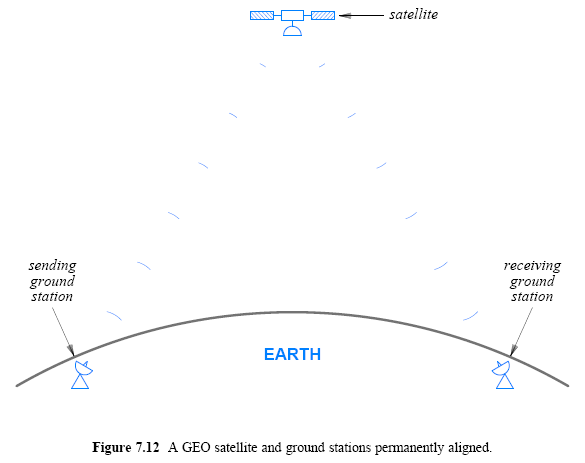 satellite
sending
ground
station
receiving
ground
station
EARTH
Figure 7.12 A GEO satellite and ground stations permanently aligned.